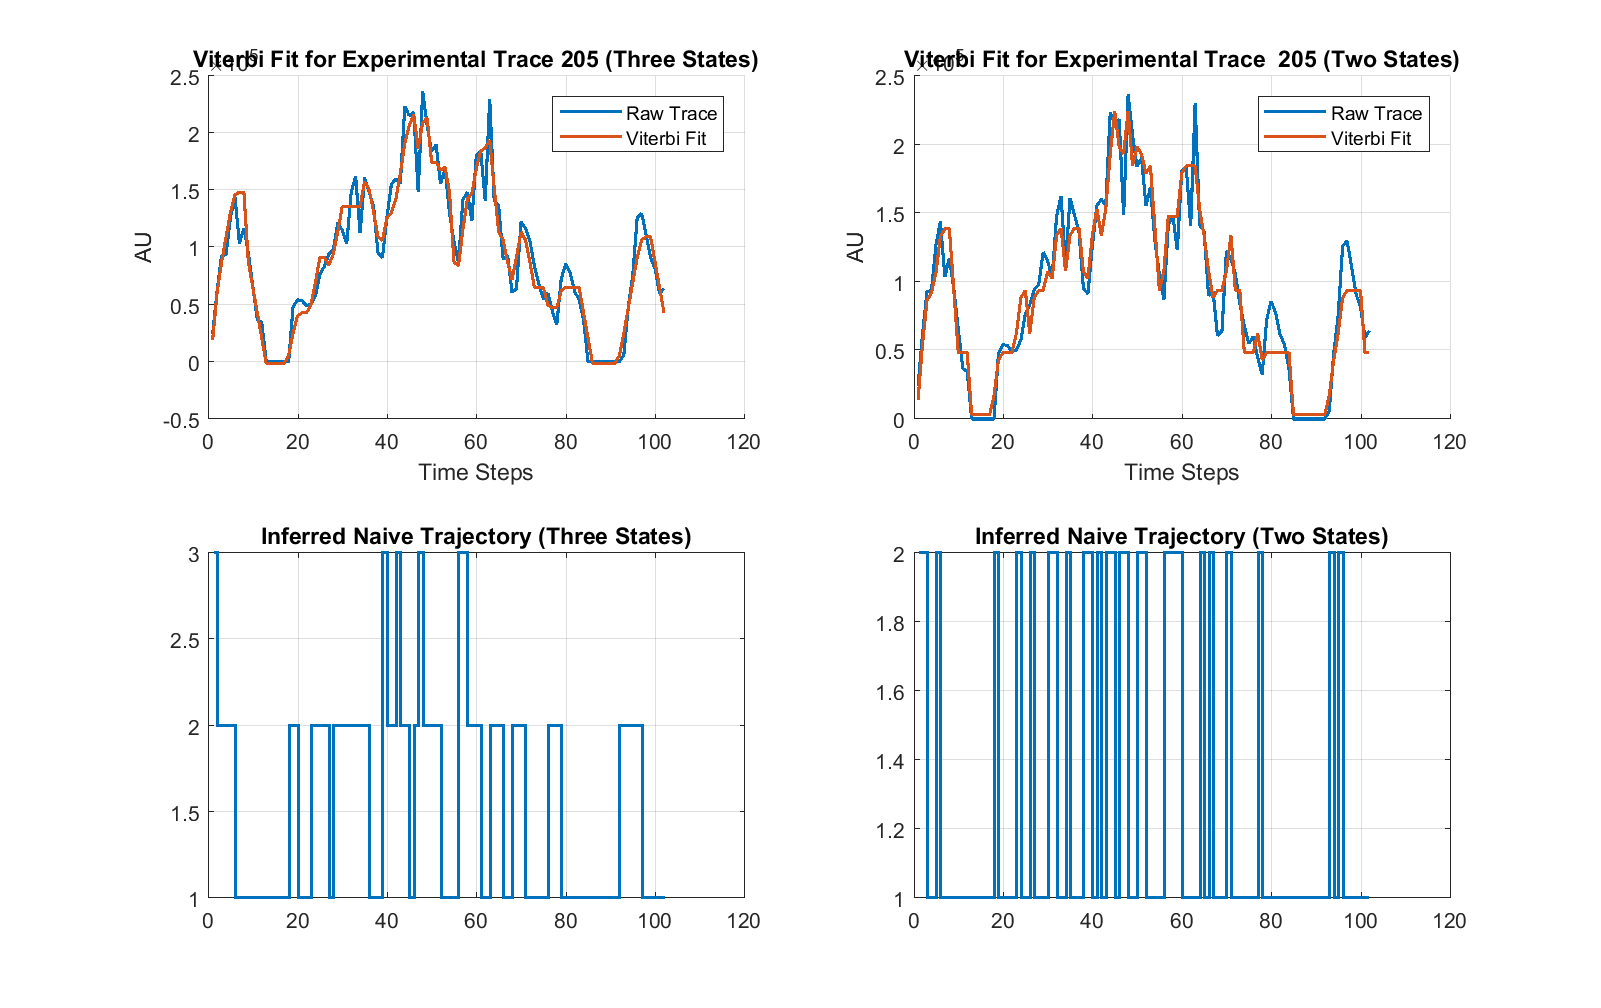 Viterbi Fit for Experimental Trace 205 (Three States)
×10^5
2.5
2
1.5
1
0.5
0
-0.5
AU
Raw Trace
Viterbi Fit
0 20 40 60 80 100 120
Time Steps
Viterbi Fit for Experimental Trace  205 (Two States)
×10^5
2.5
2
1.5
1
0.5
0
AU
Raw Trace
Viterbi Fit
0 20 40 60 80 100 120
Time Steps
Inferred Naive Trajectory (Three States)
3
2.5
2
1.5
1
0 20 40 60 80 100 120
Inferred Naive Trajectory (Two States)
2
1.8
1.6
1.4
1.2
1
0 20 40 60 80 100 120